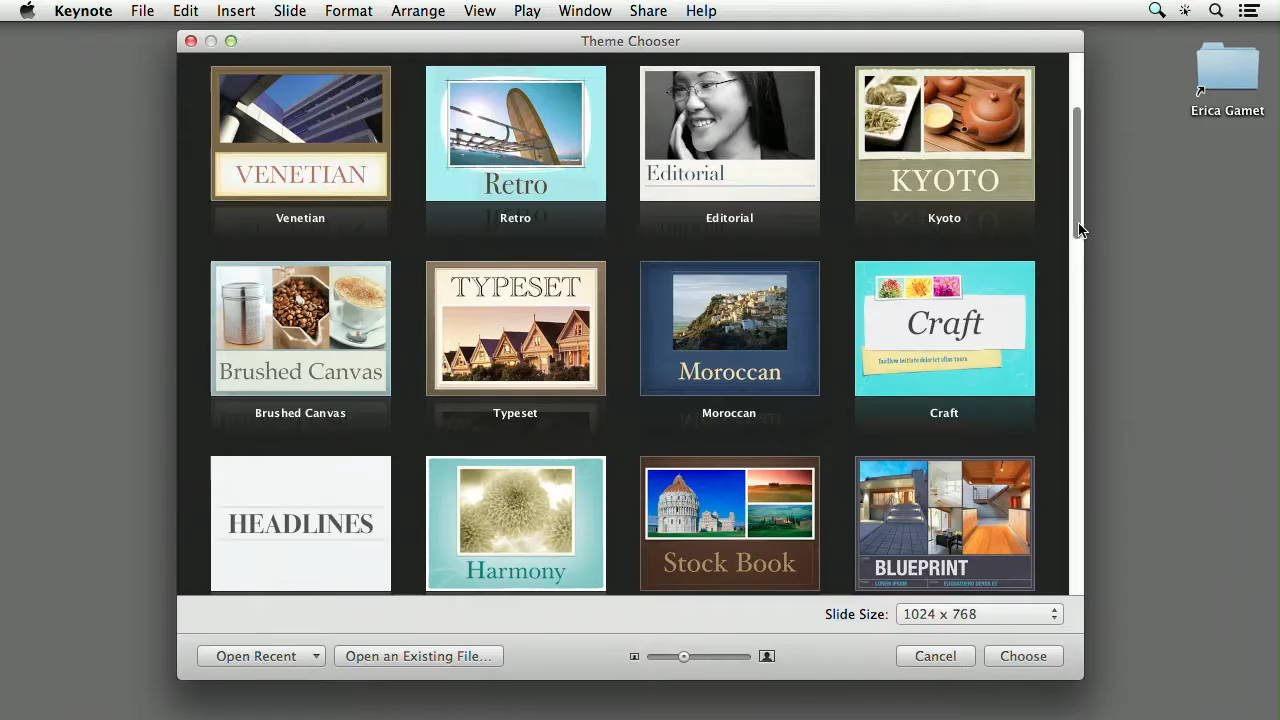 Keynote File Edit Insert Slide Format Arrange View Play Window Share Help
Theme Chooser
Erica Gamet
VENETIAN
Retro
Editorial
KYOTO
Venetian
Retro
Editorial
Kyoto
Brushed Canvas
TYPESET
Moroccan
Craft
Brushed Canvas
Typeset
Moroccan
Craft
HEADLINES
Harmony
Stock Book
BLUEPRINT
LOREM IPSUM
Slide Size: 1024 x 768
Open Recent
Open an Existing File...
Cancel
Choose